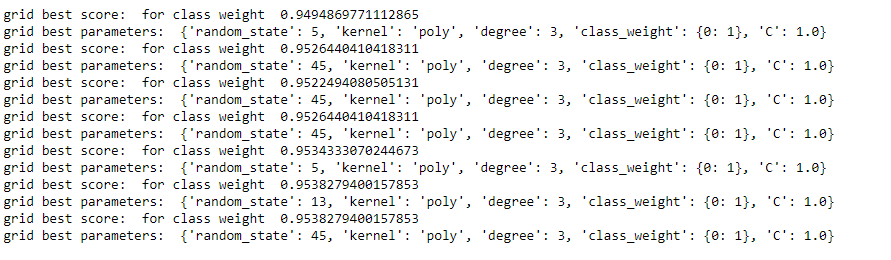 grid best score:  for class weight  0.9494869771112865
grid best parameters:  {'random_state': 5, 'kernel': 'poly', 'degree': 3, 'class_weight': {0: 1}, 'C': 1.0}
grid best score:  for class weight  0.9526440410418311
grid best parameters:  {'random_state': 45, 'kernel': 'poly', 'degree': 3, 'class_weight': {0: 1}, 'C': 1.0}
grid best score:  for class weight  0.9522494080505131
grid best parameters:  {'random_state': 45, 'kernel': 'poly', 'degree': 3, 'class_weight': {0: 1}, 'C': 1.0}
grid best score:  for class weight  0.9526440410418311
grid best parameters:  {'random_state': 45, 'kernel': 'poly', 'degree': 3, 'class_weight': {0: 1}, 'C': 1.0}
grid best score:  for class weight  0.9534333070244673
grid best parameters:  {'random_state': 5, 'kernel': 'poly', 'degree': 3, 'class_weight': {0: 1}, 'C': 1.0}
grid best score:  for class weight  0.9538279400157853
grid best parameters:  {'random_state': 13, 'kernel': 'poly', 'degree': 3, 'class_weight': {0: 1}, 'C': 1.0}
grid best score:  for class weight  0.9538279400157853
grid best parameters:  {'random_state': 45, 'kernel': 'poly', 'degree': 3, 'class_weight': {0: 1}, 'C': 1.0}